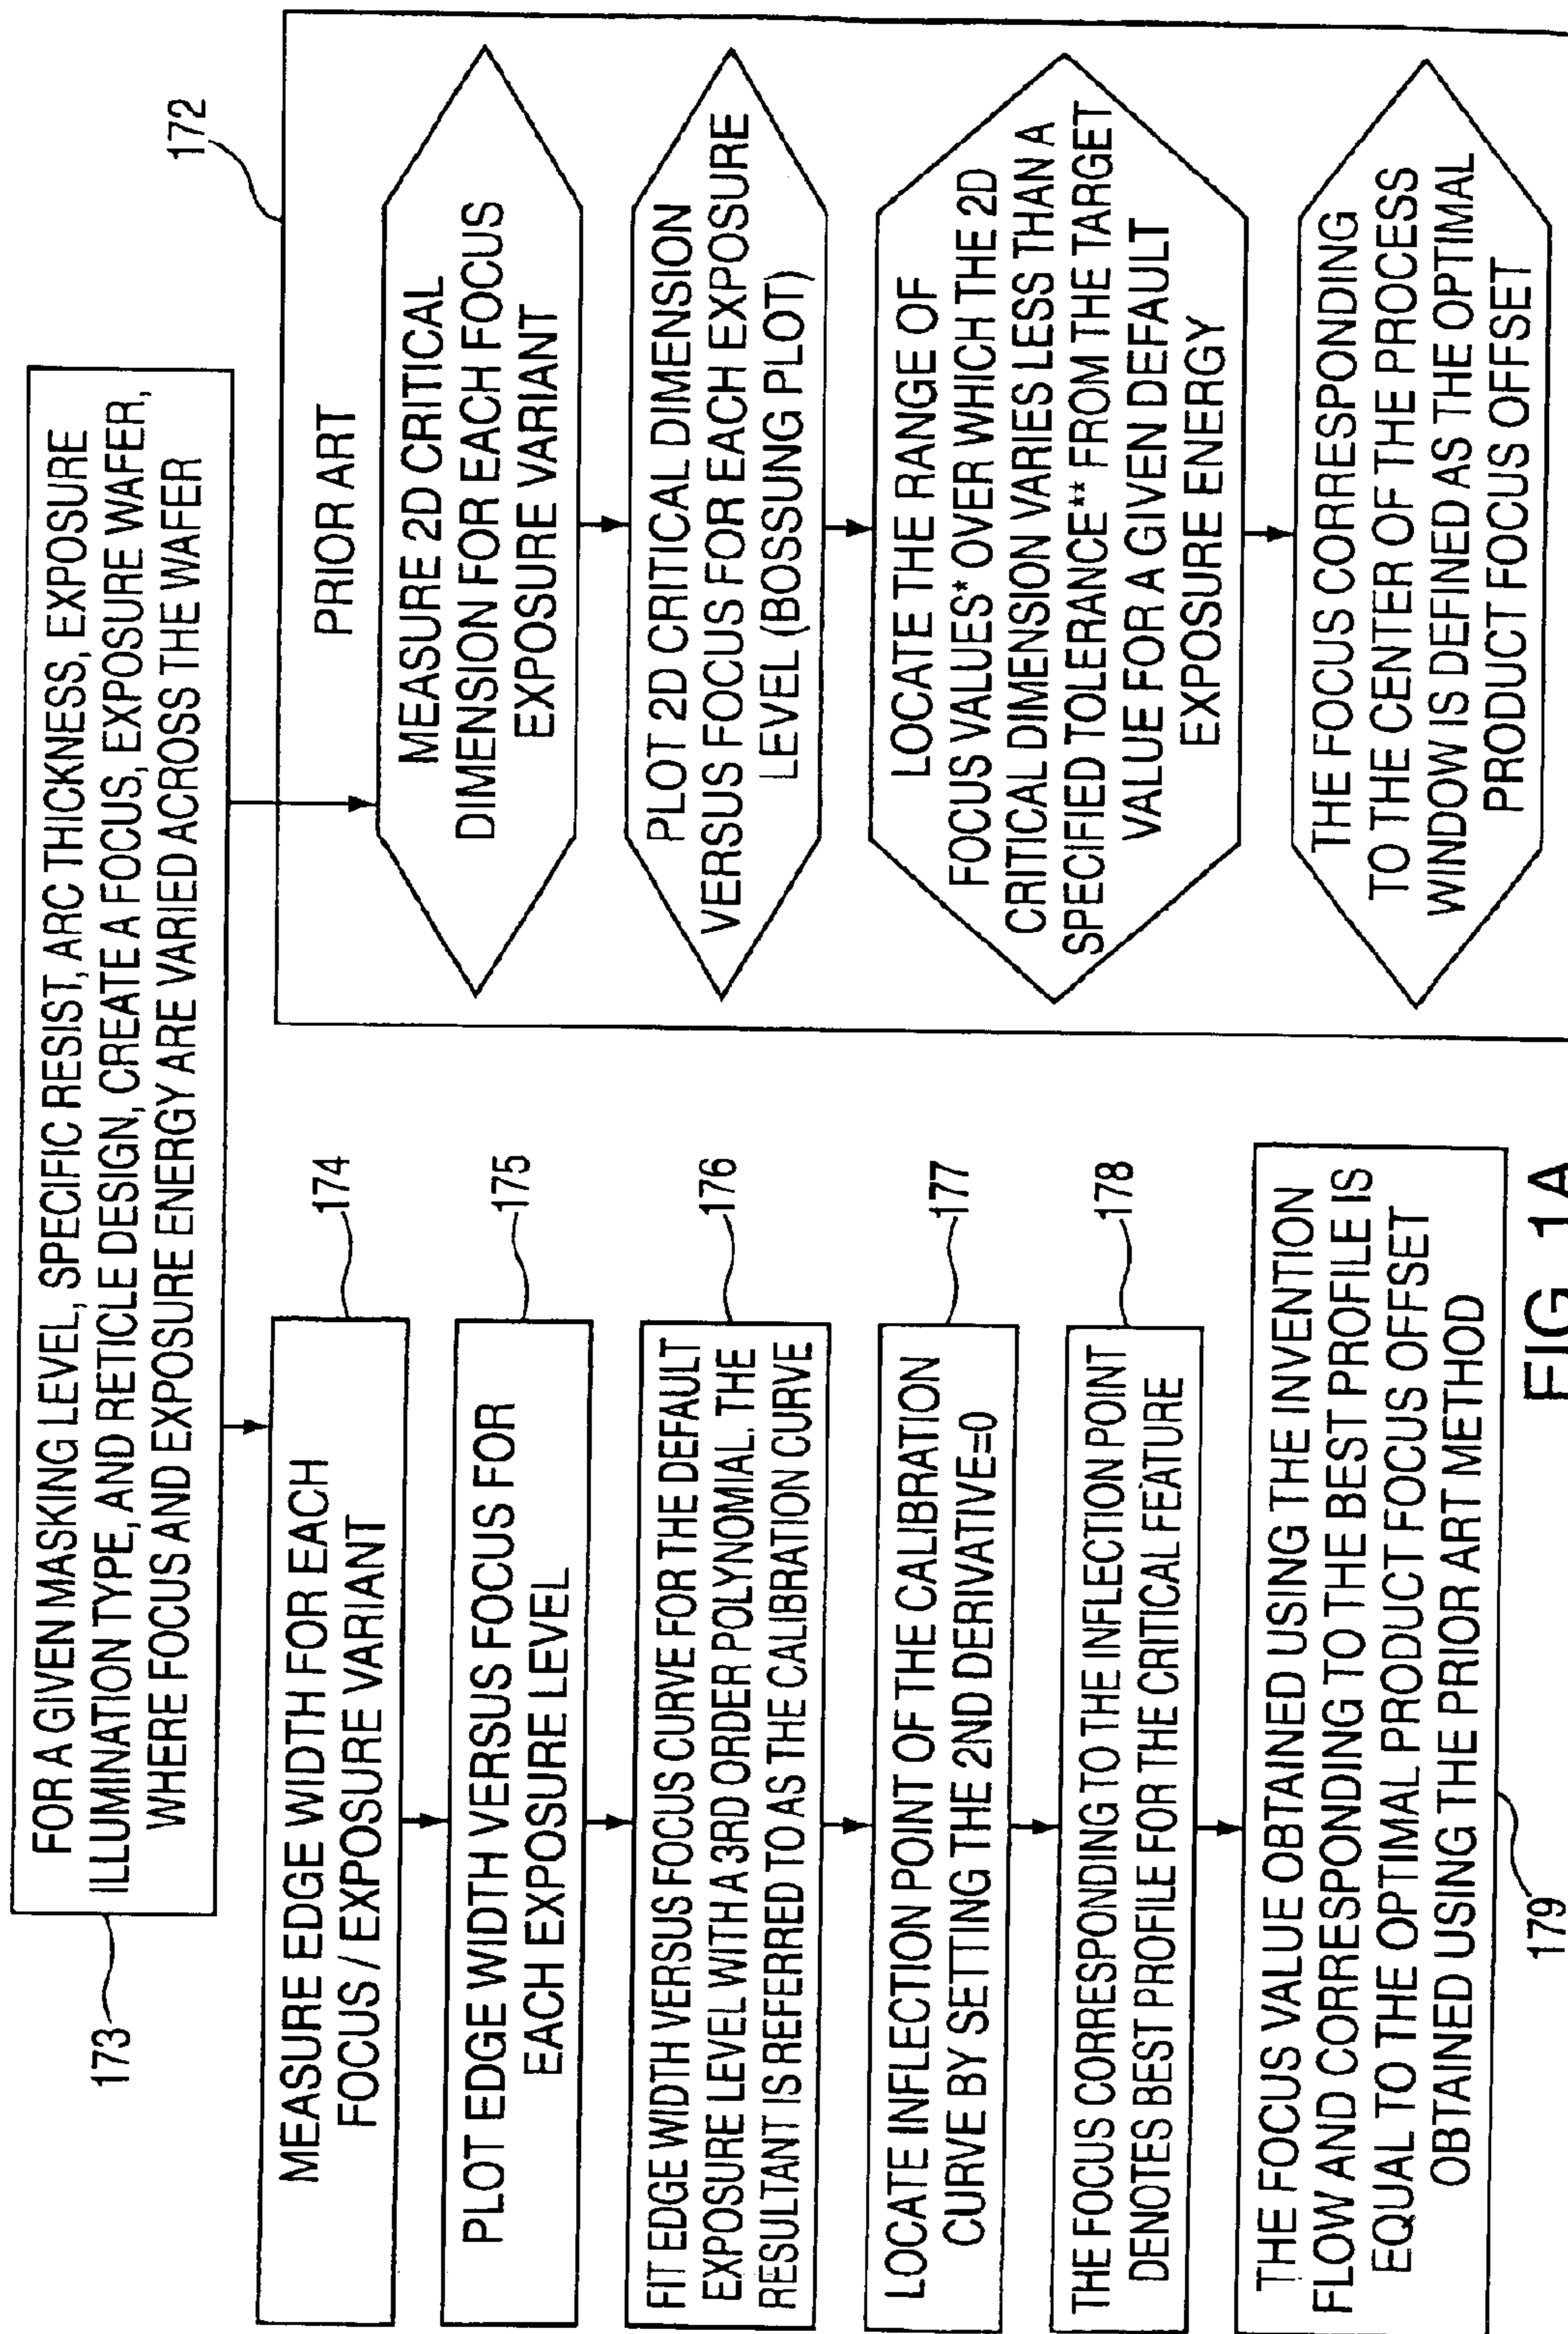 FOR A GIVEN MASKING LEVEL, SPECIFIC RESIST, ARC THICKNESS, EXPOSURE
ILLUMINATION TYPE, AND RETICLE DESIGN, CREATE A FOCUS, EXPOSURE WAFER,
WHERE FOCUS AND EXPOSURE ENERGY ARE VARIED ACROSS THE WAFER
173
174
MEASURE EDGE WIDTH FOR EACH
FOCUS / EXPOSURE VARIANT
175
PLOT EDGE WIDTH VERSUS FOCUS FOR
EACH EXPOSURE LEVEL
176
FIT EDGE WIDTH VERSUS FOCUS CURVE FOR THE DEFAULT
EXPOSURE LEVEL WITH A 3RD ORDER POLYNOMIAL. THE
RESULTANT IS REFERRED TO AS THE CALIBRATION CURVE
177
LOCATE INFLECTION POINT OF THE CALIBRATION
CURVE BY SETTING THE 2ND DERIVATIVE=0
178
THE FOCUS CORRESPONDING TO THE INFLECTION POINT
DENOTES BEST PROFILE FOR THE CRITICAL FEATURE
THE FOCUS VALUE OBTAINED USING THE INVENTION
FLOW AND CORRESPONDING TO THE BEST PROFILE IS
EQUAL TO THE OPTIMAL PRODUCT FOCUS OFFSET
OBTAINED USING THE PRIOR ART METHOD
179
172
PRIOR ART
MEASURE 2D CRITICAL
DIMENSION FOR EACH FOCUS
EXPOSURE VARIANT
PLOT 2D CRITICAL DIMENSION
VERSUS FOCUS FOR EACH EXPOSURE
LEVEL (BOSSUNG PLOT)
LOCATE THE RANGE OF
FOCUS VALUES* OVER WHICH THE 2D
CRITICAL DIMENSION VARIES LESS THAN A
SPECIFIED TOLERANCE** FROM THE TARGET
VALUE FOR A GIVEN DEFAULT
EXPOSURE ENERGY
THE FOCUS CORRESPONDING
TO THE CENTER OF THE PROCESS
WINDOW IS DEFINED AS THE OPTIMAL
PRODUCT FOCUS OFFSET
FIG. 1A